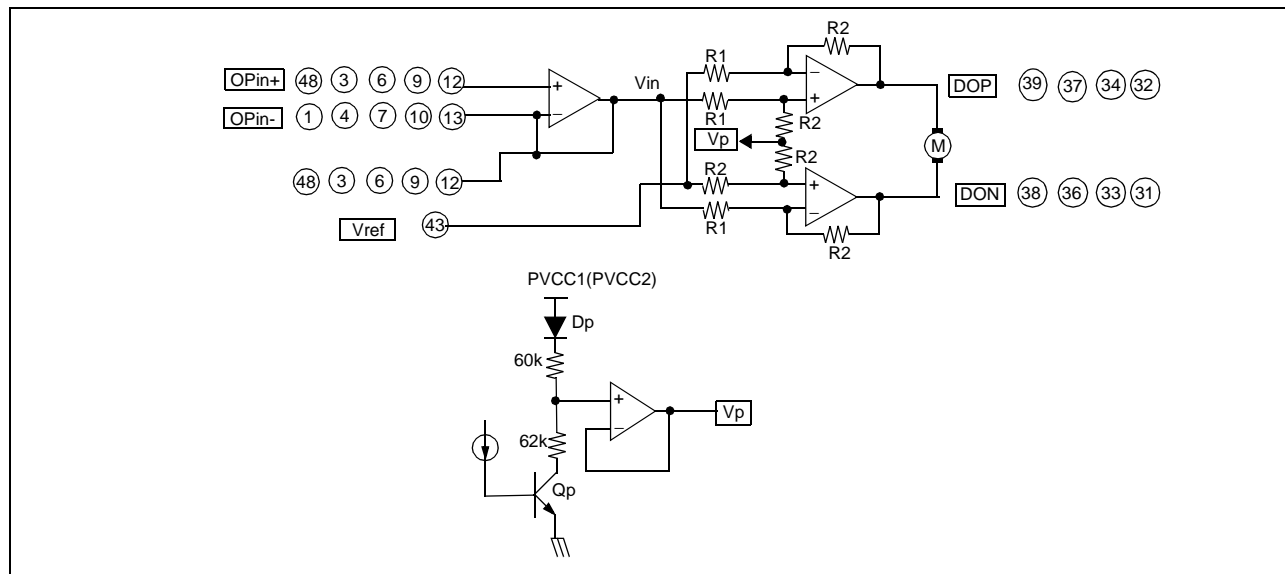 R2
R1
OPin+ 48 3 6 9 12 + Vin − DOP 39 37 34 32
R1 +
OPin- 1 4 7 10 13 − R2
Vp M
R2
48 3 6 9 12 R2 + DON 38 36 33 31
−
Vref 43 R1
R2
PVCC1(PVCC2)
Dp
60k
+ Vp
62k −
Qp